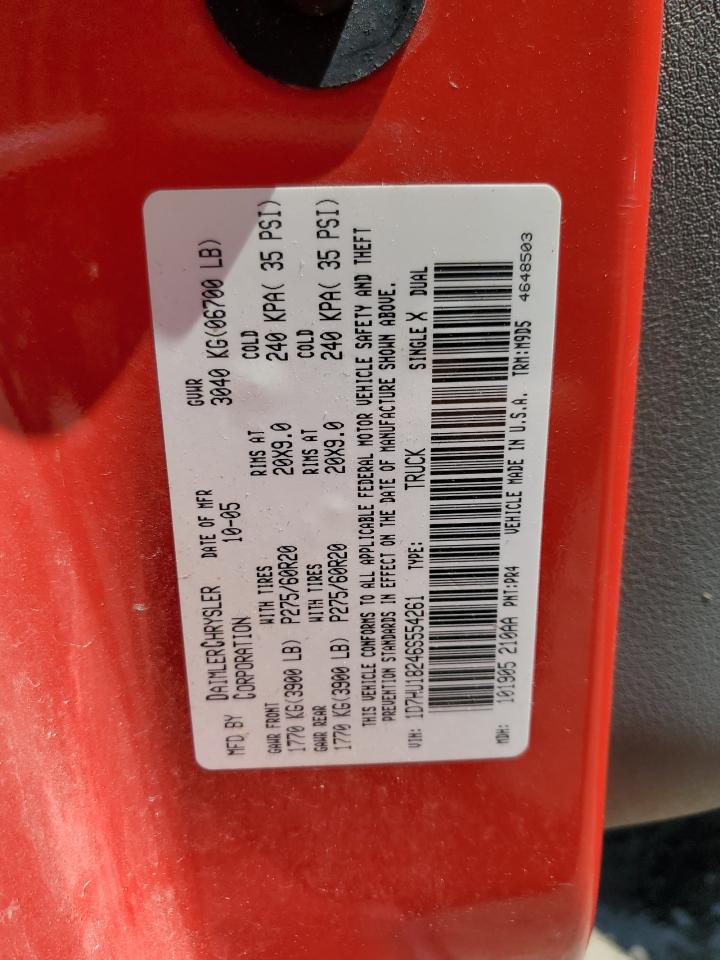 MFD BY DAIMLERCHRYSLER CORPORATION DATE OF MFR 10-05 GVWR 3040 KG(06700 LB)
GAWR FRONT WITH TIRES RIMS AT COLD
1770 KG(3900 LB) P275/60R20 20X9.0 240 KPA( 35 PSI)
GAWR REAR WITH TIRES RIMS AT COLD
1770 KG(3900 LB) P275/60R20 20X9.0 240 KPA( 35 PSI)
THIS VEHICLE CONFORMS TO ALL APPLICABLE FEDERAL MOTOR VEHICLE SAFETY AND THEFT
PREVENTION STANDARDS IN EFFECT ON THE DATE OF MANUFACTURE SHOWN ABOVE.
VIN: 1D7HU18246S554261 TYPE: TRUCK SINGLE X DUAL
MDH: 101905 210AA PNT:PR4 VEHICLE MADE IN U.S.A. TRM:M9D5
4648503